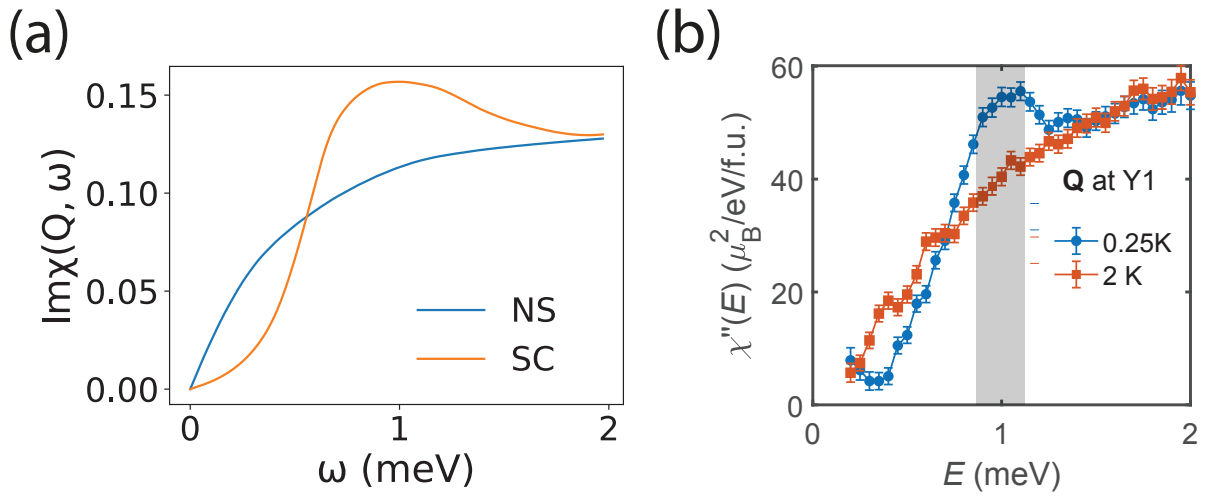 (a)
Imχ(Q, ω)
0.15
0.10
0.05
0.00
NS
SC
0
1
2
ω (meV)
(b)
χ"(E) (μ_B^2/eV/f.u.)
60
40
20
0
Q at Y1
0.25K
2 K
0
1
2
E (meV)